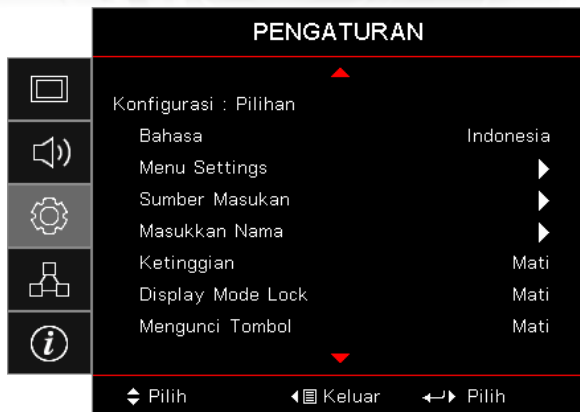 PENGATURAN
Konfigurasi : Pilihan
Bahasa Indonesia
Menu Settings
Sumber Masukan
Masukkan Nama
Ketinggian Mati
Display Mode Lock Mati
Mengunci Tombol Mati
Pilih Keluar Pilih